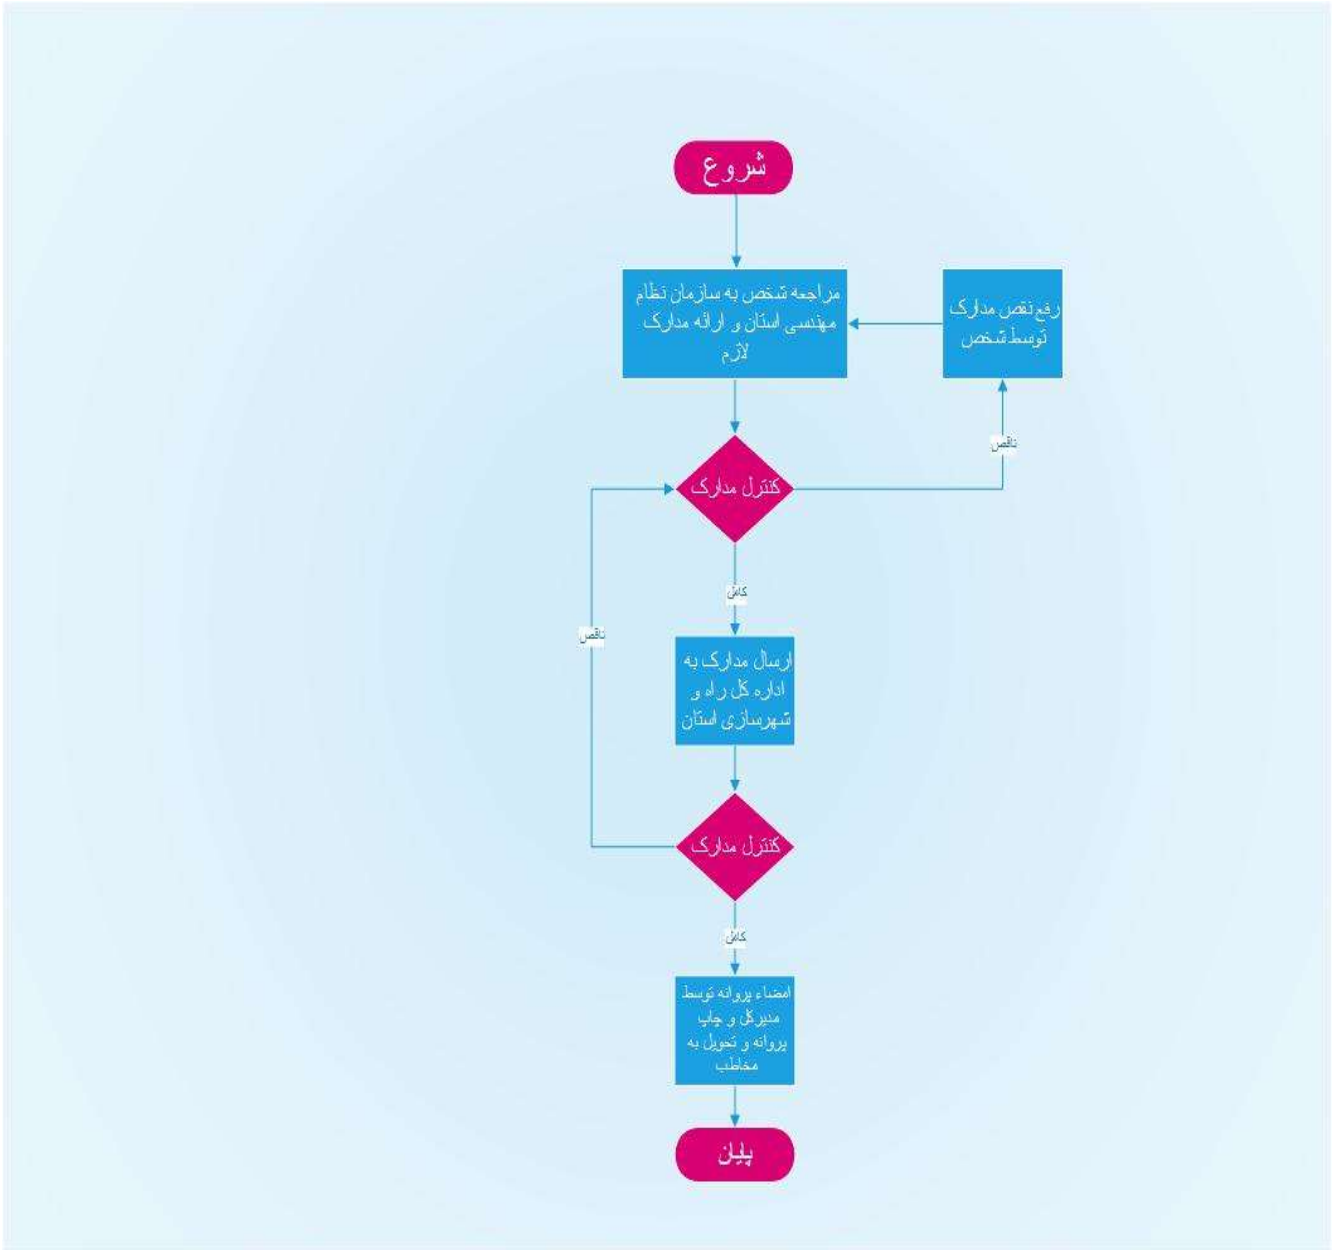 شروع
مراجعه شخص به سازمان نظام
مهندسی استان و ارائه مدارک
لازم
رفع نقص مدارک
توسط شخص
ناقص
کنترل مدارک
کامل
ناقص
ارسال مدارک به
اداره کل راه و
شهرسازی استان
کنترل مدارک
کامل
امضاء پروانه توسط
مدیرکل و چاپ
پروانه و تحویل به
مخاطب
پایان